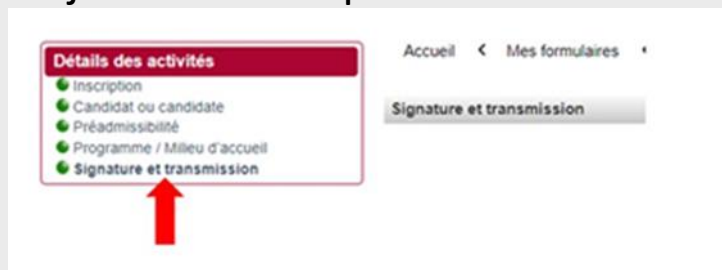 Détails des activités
Inscription
Candidat ou candidate
Préadmissibilité
Programme / Milieu d'accueil
Signature et transmission
Accueil < Mes formulaires
Signature et transmission